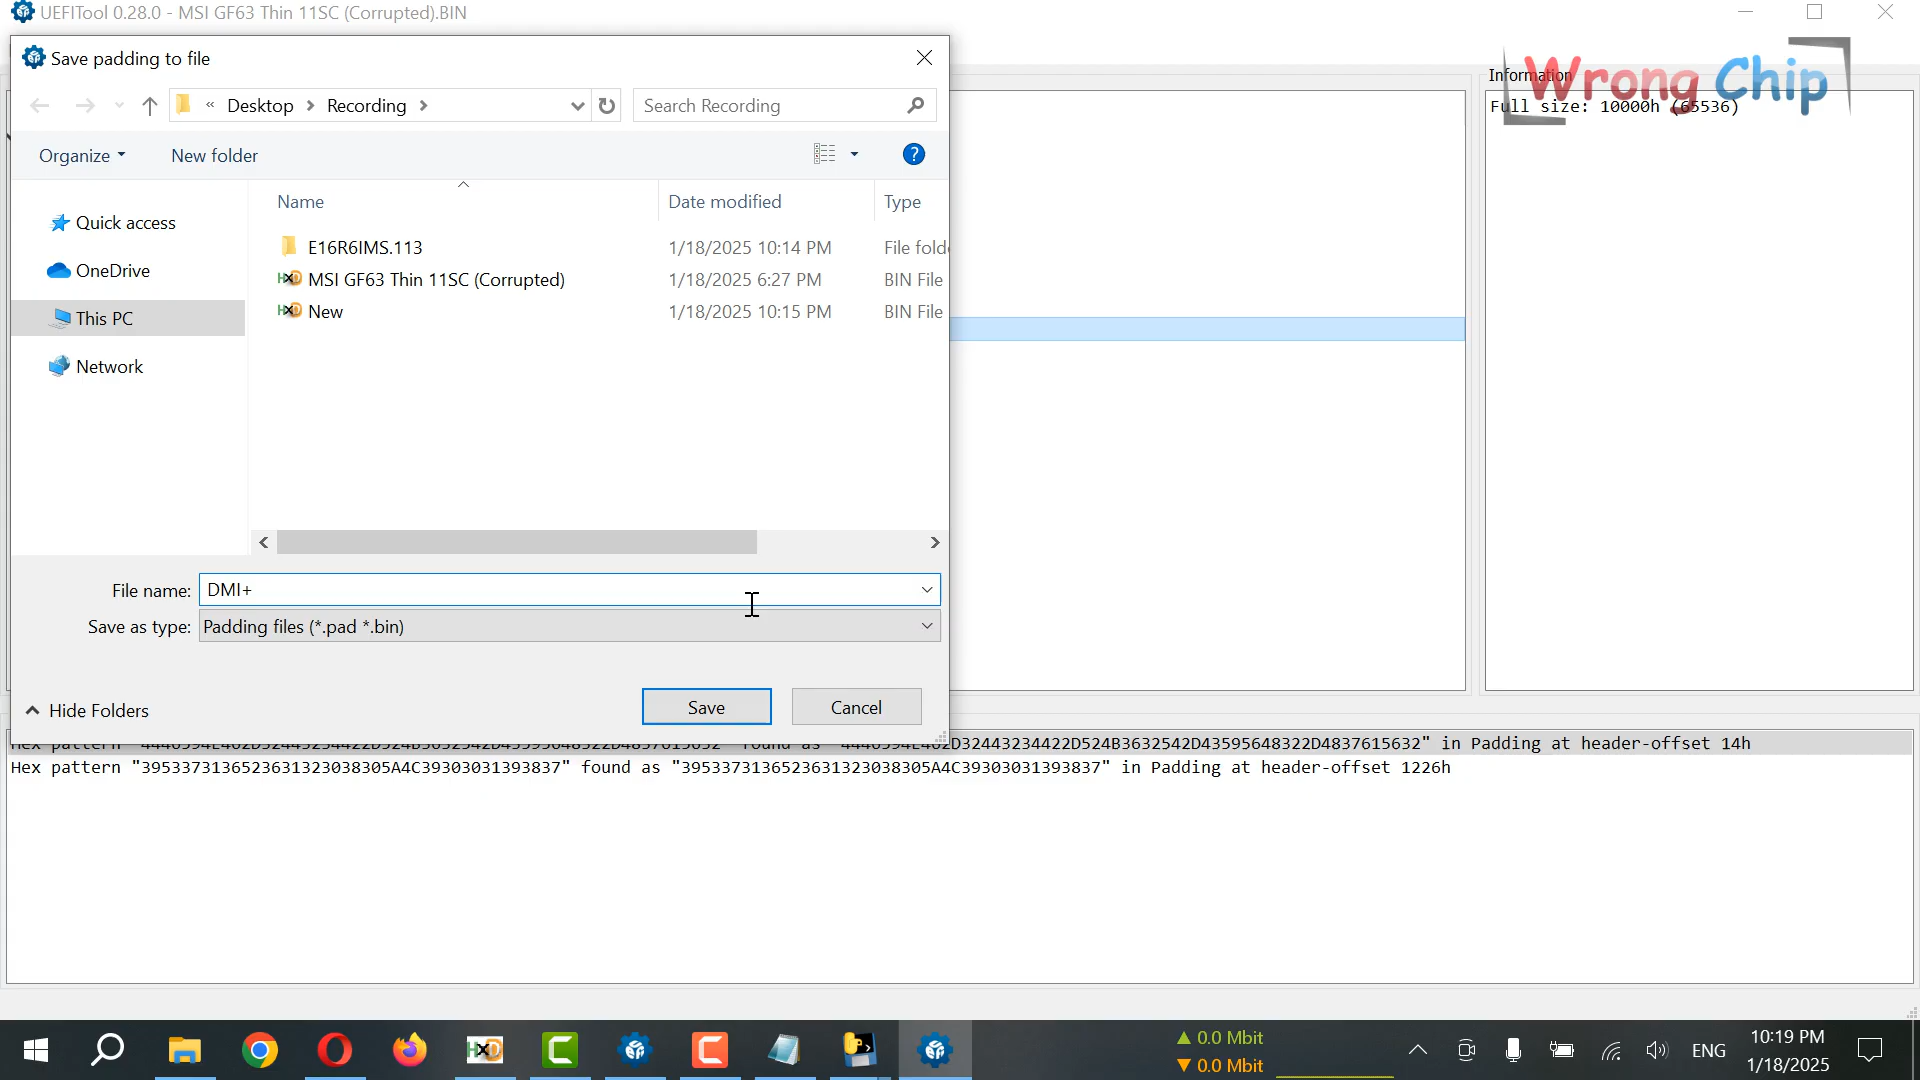 UEFITool 0.28.0 - MSI GF63 Thin 11SC (Corrupted).BIN
Save padding to file
« Desktop > Recording >
Search Recording
Organize
New folder
Quick access
OneDrive
This PC
Network
Name
Date modified
Type
E16R6IMS.113
1/18/2025 10:14 PM
File fold
MSI GF63 Thin 11SC (Corrupted)
1/18/2025 6:27 PM
BIN File
New
1/18/2025 10:15 PM
BIN File
File name:
DMI+
Save as type:
Padding files (*.pad *.bin)
Hide Folders
Save
Cancel
Information
Wrong Chip
Full size: 10000h (65536)
in Padding at header-offset 14h
Hex pattern "3953373136523631323038305A4C39303031393837" found as "3953373136523631323038305A4C39303031393837" in Padding at header-offset 1226h
0.0 Mbit
0.0 Mbit
ENG
10:19 PM
1/18/2025